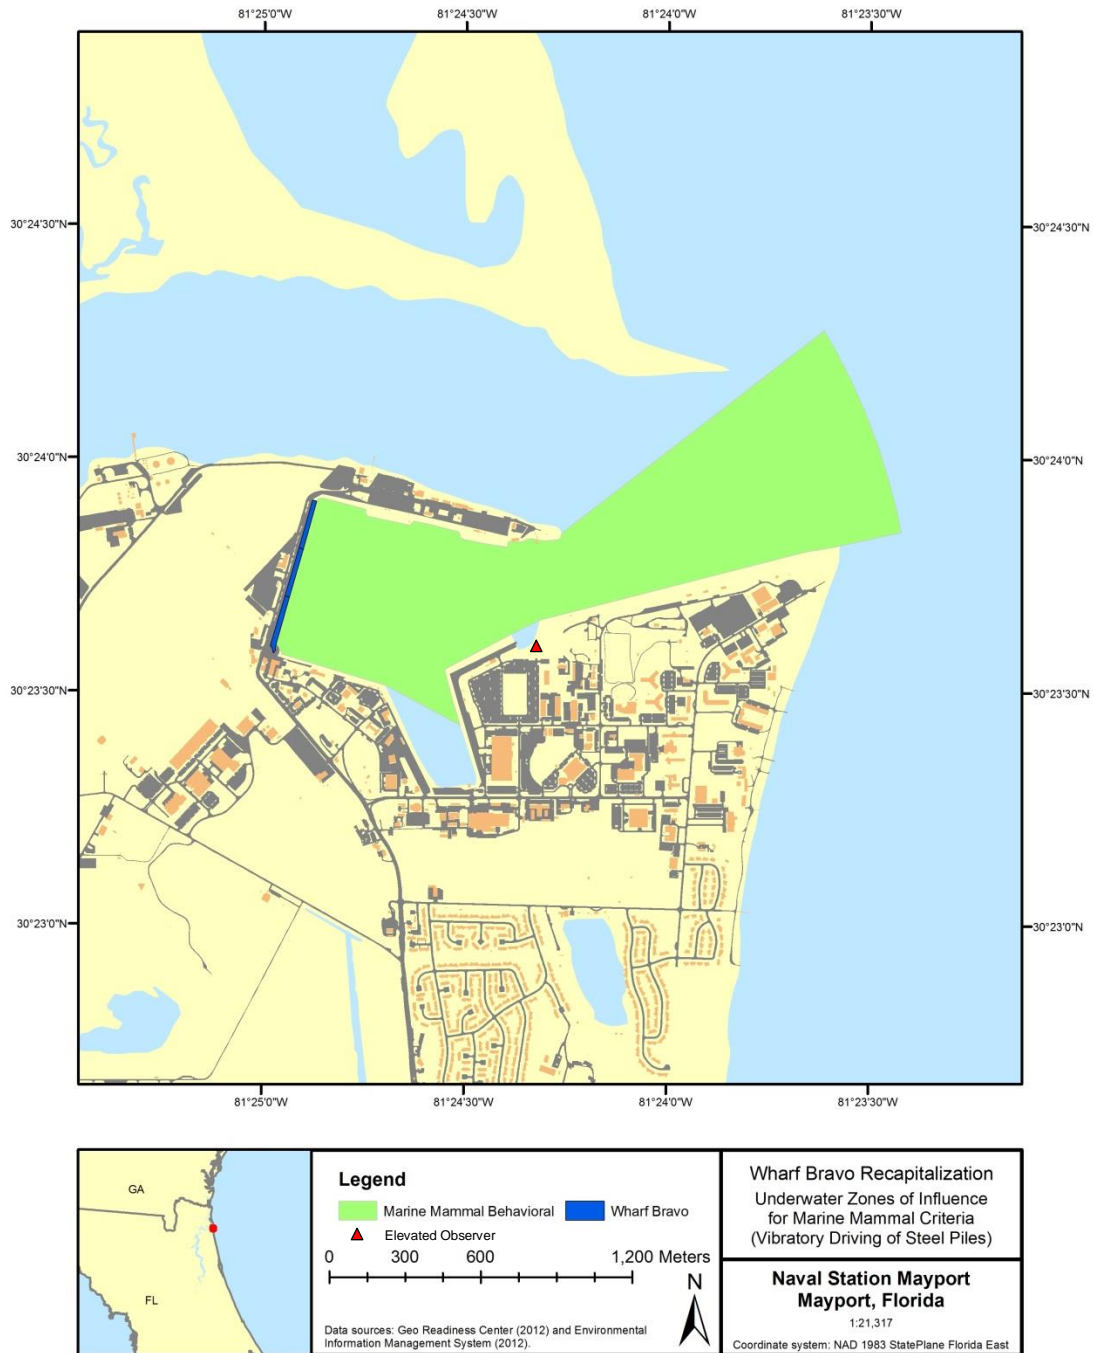 81°25'0"W
81°24'30"W
81°24'0"W
81°23'30"W
30°24'30"N
30°24'30"N
30°24'0"N
30°24'0"N
30°23'30"N
30°23'30"N
30°23'0"N
30°23'0"N
81°25'0"W
81°24'30"W
81°24'0"W
81°23'30"W
GA
FL
Legend
Marine Mammal Behavioral
Wharf Bravo
Elevated Observer
0 300 600 1,200 Meters
N
Data sources: Geo Readiness Center (2012) and Environmental
Information Management System (2012).
Wharf Bravo Recapitalization
Underwater Zones of Influence
for Marine Mammal Criteria
(Vibratory Driving of Steel Piles)
Naval Station Mayport
Mayport, Florida
1:21,317
Coordinate system: NAD 1983 StatePlane Florida East